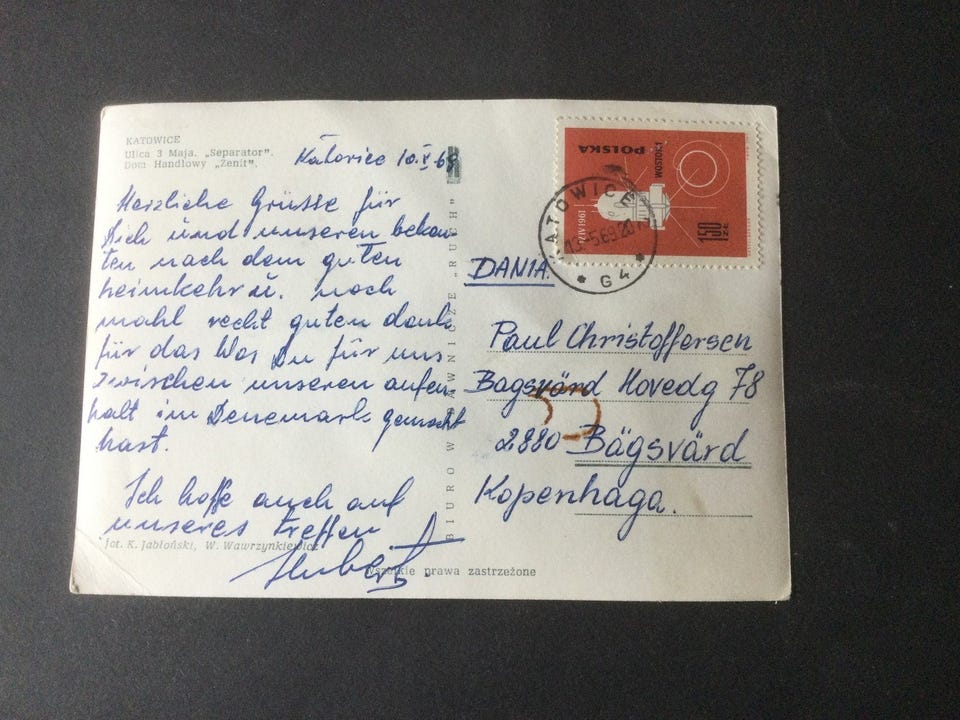 KATOWICE
Ulica 3 Maja. „Separator".
Dom Handlowy „Zenit".
Katowice 10.V.69
Herzliche Grüsse für
Dich und unseren bekan-
ten nach dem guten
heimkehr u. noch
mahl recht guten dank
für das Was Du für uns
zwischen unseren aufen-
halt im Denemark gemacht
hast.
Ich hoffe auch auf
unseres treffen
Hubert.
fot. K. Jabłoński, W. Wawrzynkiewicz
BIURO WYDAWNICZE „RUCH"
Wszelkie prawa zastrzeżone
POLSKA
WOSTOK 1
12.IV.1961
1,50 ZŁ
KATOWICE 2
-5.69.20
* G4 *
DANIA.
Paul Christoffersen
Bagsvärd Hovedg 78
2880 Bägsvärd
Kopenhaga.